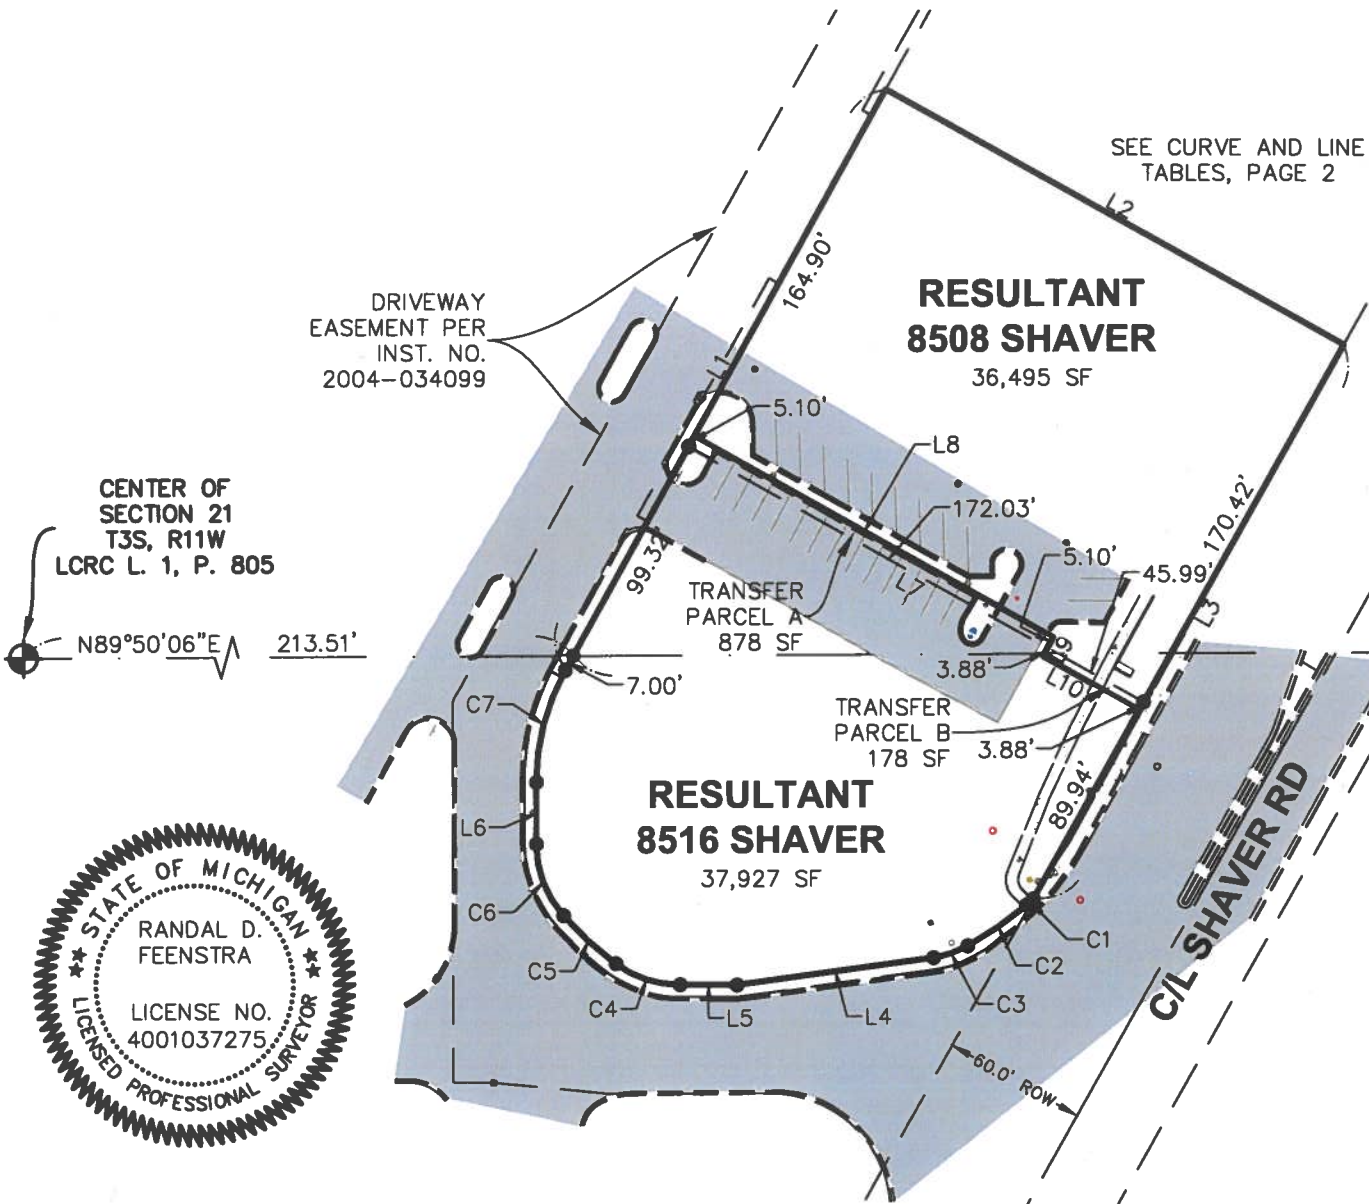 SEE CURVE AND LINE
TABLES, PAGE 2
L2
164.90'
RESULTANT
8508 SHAVER
36,495 SF
DRIVEWAY
EASEMENT PER
INST. NO.
2004-034099
L1
5.10'
L8
172.03'
170.42'
CENTER OF
SECTION 21
T3S, R11W
LCRC L. 1, P. 805
99.32'
L7
5.10'
45.99'
L3
TRANSFER
PARCEL A
878 SF
N89°50'06"E
213.51'
L9
3.88'
L10
7.00'
C7
TRANSFER
PARCEL B
178 SF
3.88'
RESULTANT
8516 SHAVER
37,927 SF
89.94'
L6
C6
C5
C4
L5
L4
C3
C2
C1
C/L SHAVER RD
60.0' ROW
STATE OF MICHIGAN
RANDAL D.
FEENSTRA
LICENSE NO.
4001037275
LICENSED PROFESSIONAL SURVEYOR